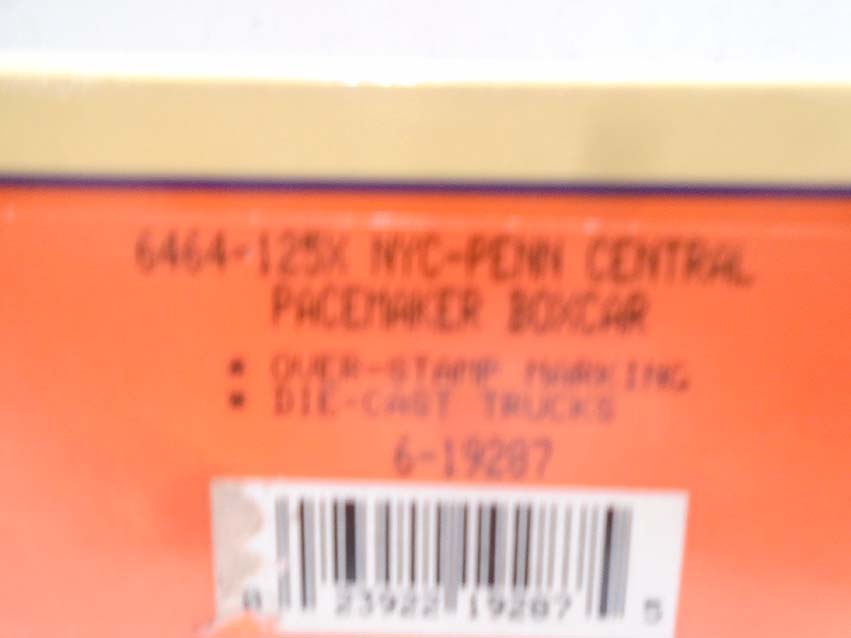 6464-125X NYC-PENN CENTRAL
PACEMAKER BOXCAR
• OVER-STAMP MARKING
• DIE-CAST TRUCKS
6-19287
0 23922 19287 5